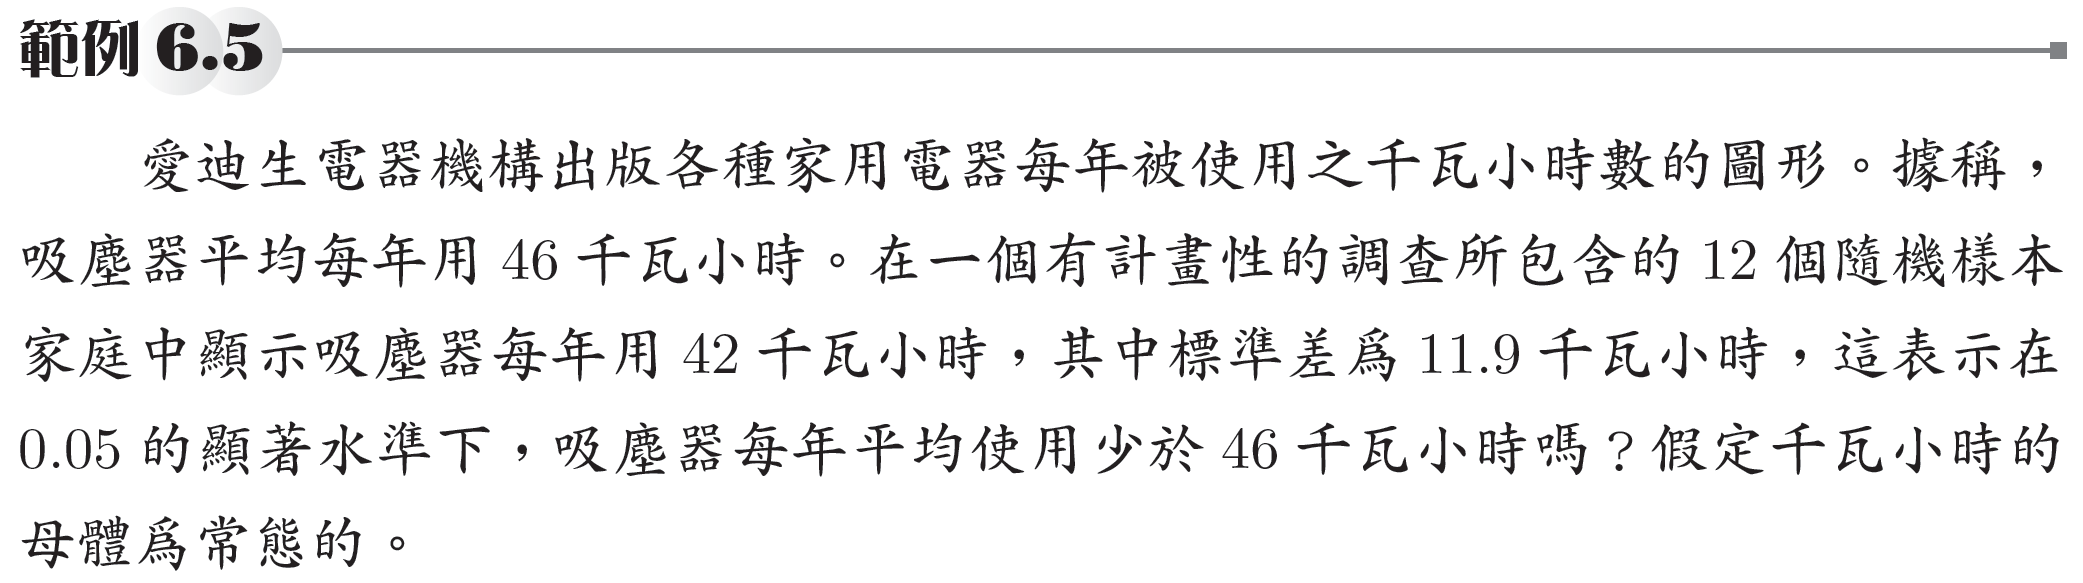 範例 6.5
愛迪生電器機構出版各種家用電器每年被使用之千瓦小時數的圖形。據稱，
吸塵器平均每年用 46 千瓦小時。在一個有計畫性的調查所包含的 12 個隨機樣本
家庭中顯示吸塵器每年用 42 千瓦小時，其中標準差爲 11.9 千瓦小時，這表示在
0.05 的顯著水準下，吸塵器每年平均使用少於 46 千瓦小時嗎？假定千瓦小時的
母體爲常態的。